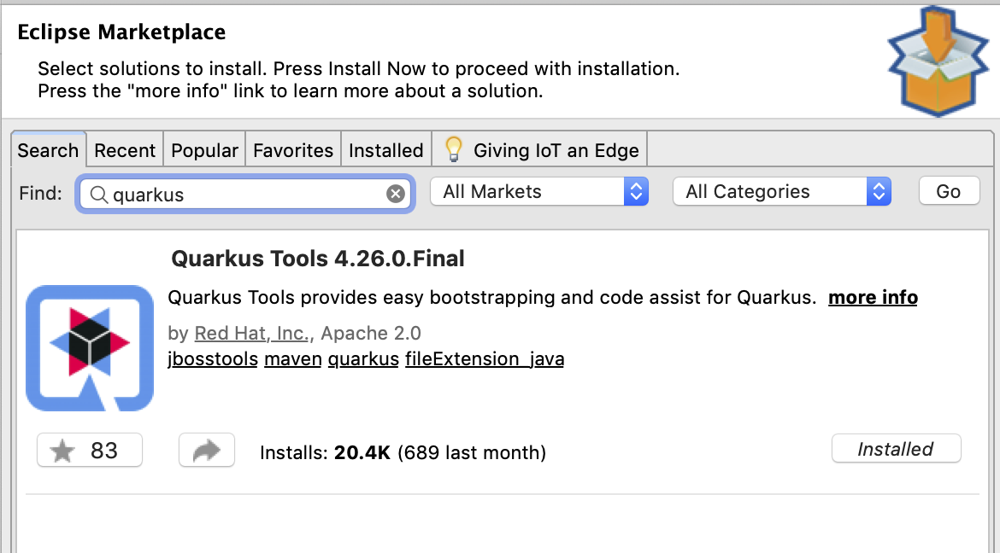 Eclipse Marketplace
Select solutions to install. Press Install Now to proceed with installation.
Press the "more info" link to learn more about a solution.
Search Recent Popular Favorites Installed Giving IoT an Edge
Find: quarkus All Markets All Categories Go
Quarkus Tools 4.26.0.Final
Quarkus Tools provides easy bootstrapping and code assist for Quarkus. more info
by Red Hat, Inc., Apache 2.0
jbosstools maven quarkus fileExtension_java
83 Installs: 20.4K (689 last month) Installed